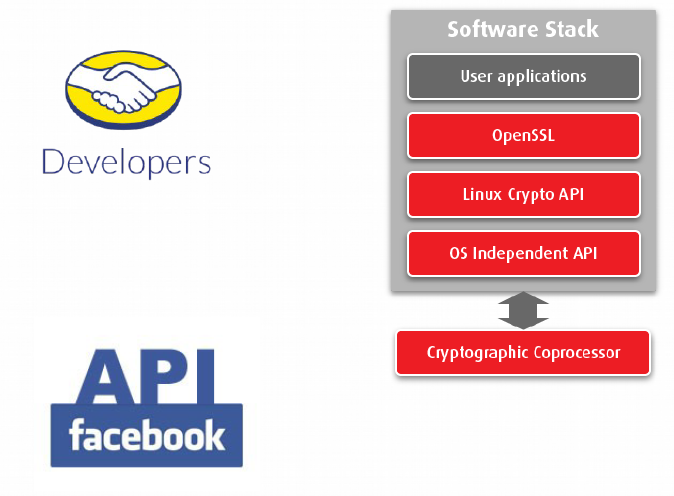 Developers
API
facebook
Software Stack
User applications
OpenSSL
Linux Crypto API
OS Independent API
Cryptographic Coprocessor